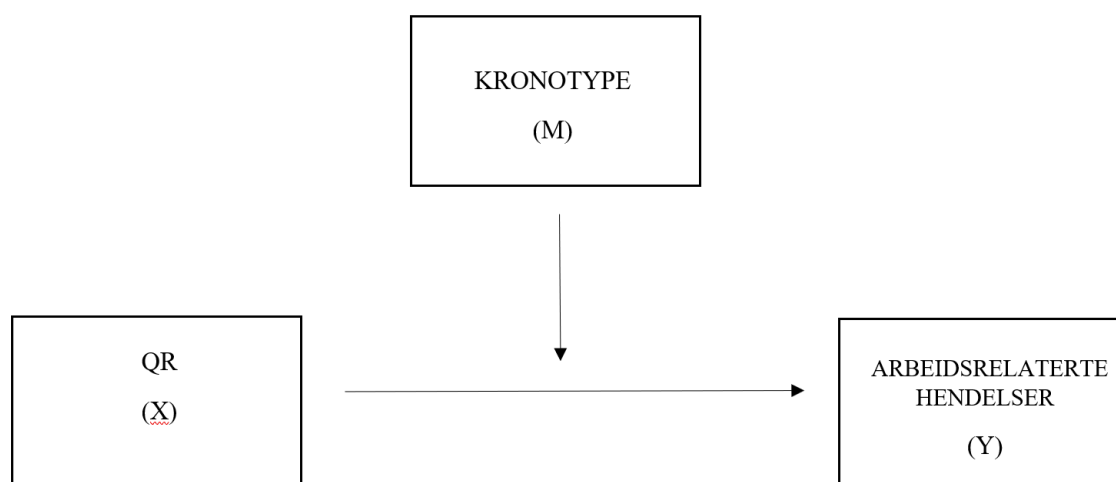 KRONOTYPE
(M)
QR
(X)
ARBEIDSRELATERTE
HENDELSER
(Y)